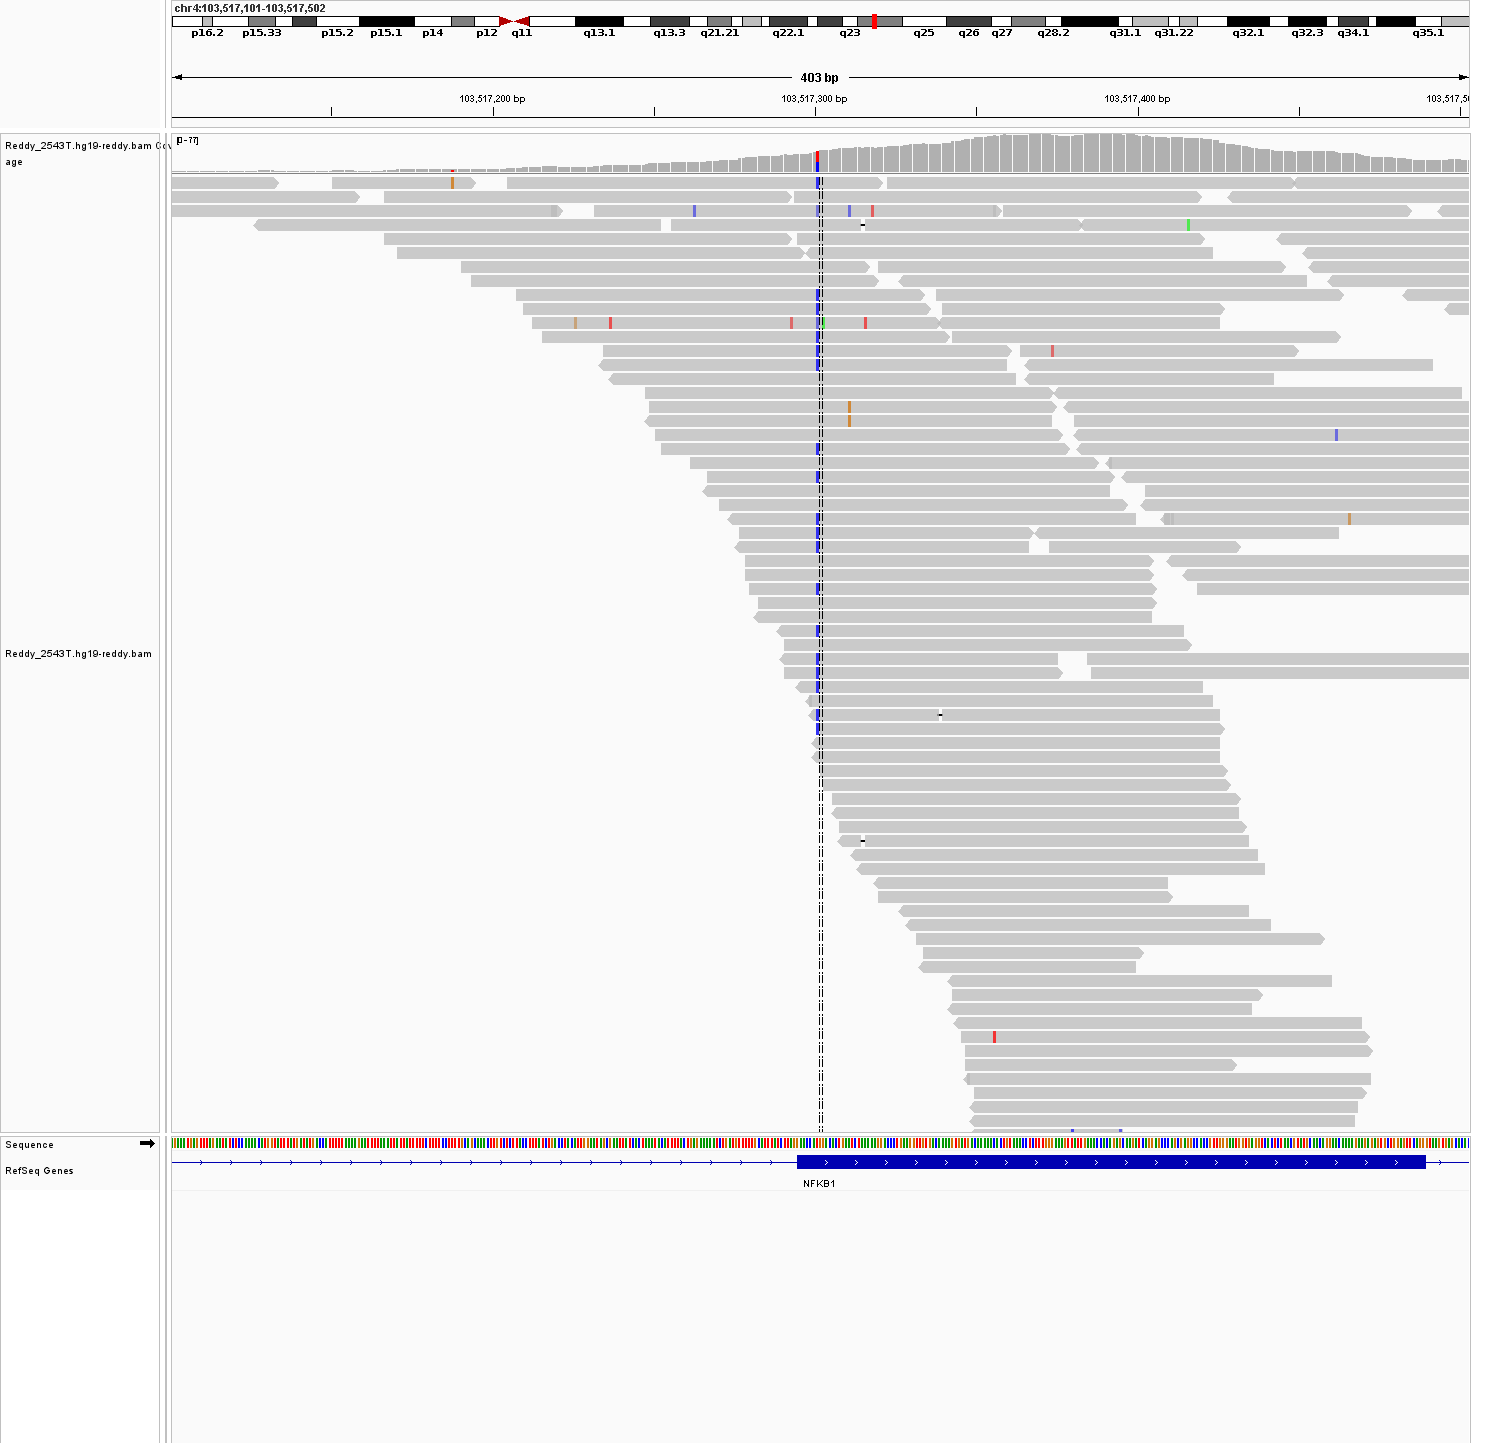 chr4:103,517,101-103,517,502
p16.2 p15.33 p15.2 p15.1 p14 p12 q11 q13.1 q13.3 q21.21 q22.1 q23 q25 q26 q27 q28.2 q31.1 q31.22 q32.1 q32.3 q34.1 q35.1
403 bp
103,517,200 bp 103,517,300 bp 103,517,400 bp 103,517,50
[0-77]
Reddy_2543T.hg19-reddy.bam Cov
age
Reddy_2543T.hg19-reddy.bam
Sequence
RefSeq Genes
NFKB1